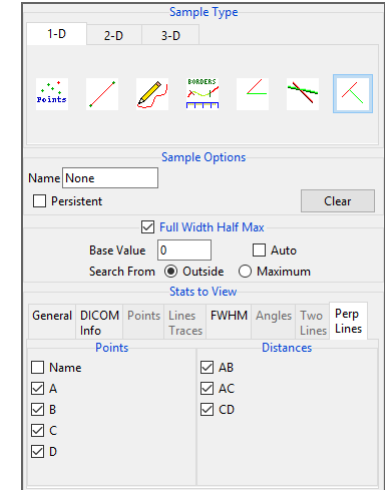 Sample Type
1-D 2-D 3-D
Points BORDERS
Sample Options
Name None
Persistent Clear
Full Width Half Max
Base Value 0 Auto
Search From Outside Maximum
Stats to View
General DICOM Info Points Lines Traces FWHM Angles Two Lines Perp Lines
Points Distances
Name AB
A AC
B CD
C
D